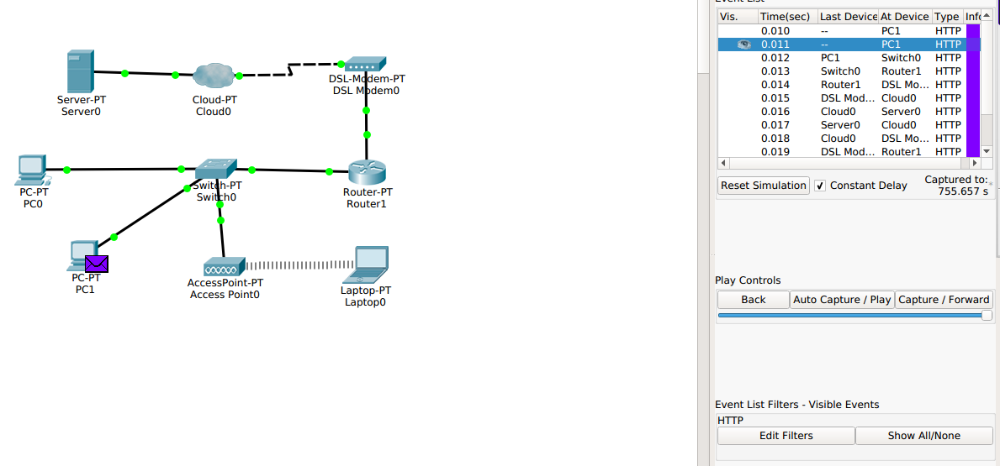 Event List
Vis. Time(sec) Last Device At Device Type Info
0.010 -- PC1 HTTP
0.011 -- PC1 HTTP
0.012 PC1 Switch0 HTTP
0.013 Switch0 Router1 HTTP
0.014 Router1 DSL Mo... HTTP
0.015 DSL Mod... Cloud0 HTTP
0.016 Cloud0 Server0 HTTP
0.017 Server0 Cloud0 HTTP
0.018 Cloud0 DSL Mo... HTTP
0.019 DSL Mod... Router1 HTTP
Reset Simulation Constant Delay Captured to:
755.657 s
Play Controls
Back Auto Capture / Play Capture / Forward
Event List Filters - Visible Events
HTTP
Edit Filters Show All/None
Server-PT
Server0
Cloud-PT
Cloud0
DSL-Modem-PT
DSL Modem0
PC-PT
PC0
Switch-PT
Switch0
Router-PT
Router1
PC-PT
PC1
AccessPoint-PT
Access Point0
Laptop-PT
Laptop0